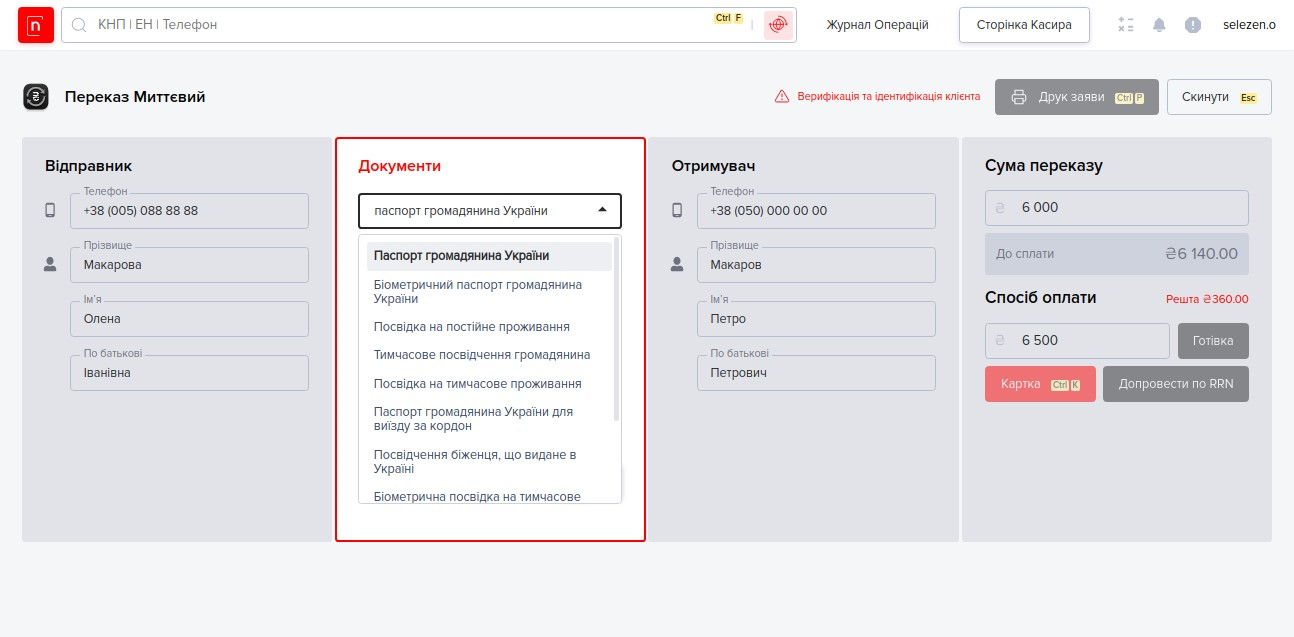 n
КНП | ЕН | Телефон
Ctrl F
Журнал Операцій
Сторінка Касира
selezen.o
Переказ Миттєвий
Верифікація та ідентифікація клієнта
Друк заяви Ctrl P
Скинути Esc
Відправник
Телефон
+38 (005) 088 88 88
Прізвище
Макарова
Ім'я
Олена
По батькові
Іванівна
Документи
паспорт громадянина України
Паспорт громадянина України
Біометричний паспорт громадянина
України
Посвідка на постійне проживання
Тимчасове посвідчення громадянина
Посвідка на тимчасове проживання
Паспорт громадянина України для
виїзду за кордон
Посвідчення біженця, що видане в
Україні
Біометрична посвідка на тимчасове
Отримувач
Телефон
+38 (050) 000 00 00
Прізвище
Макаров
Ім'я
Петро
По батькові
Петрович
Сума переказу
₴ 6 000
До сплати ₴6 140.00
Спосіб оплати
Решта ₴360.00
₴ 6 500
Готівка
Картка Ctrl K
Допровести по RRN